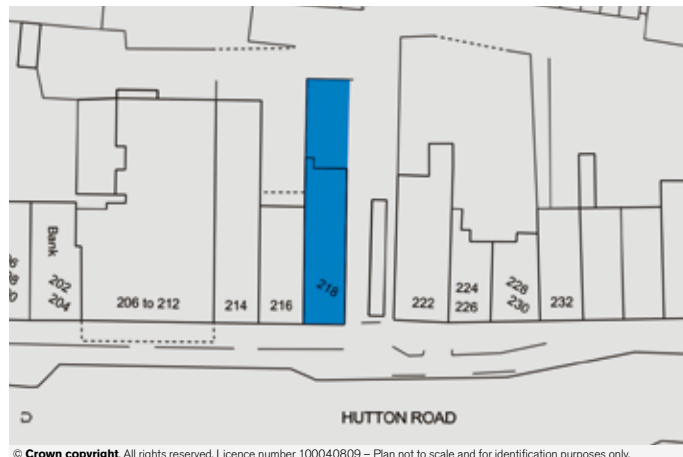 Bank
202
204
206 to 212
214
216
218
222
224
226
228
230
232
HUTTON ROAD
© Crown copyright. All rights reserved. Licence number 100040809 – Plan not to scale and for identification purposes only.